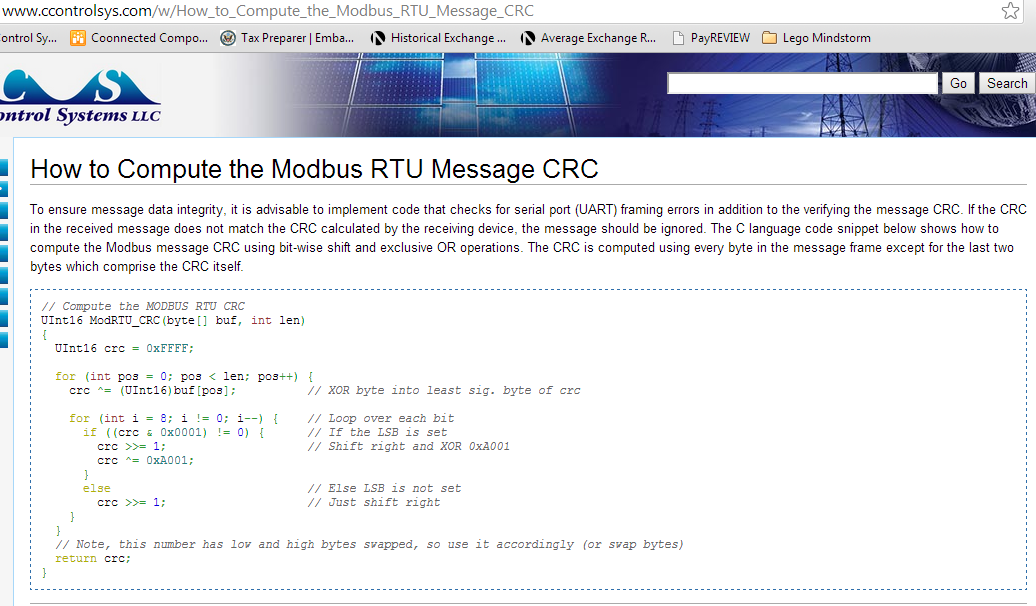 www.ccontrolsys.com/w/How_to_Compute_the_Modbus_RTU_Message_CRC
ontrol Sy... Coonnected Compo... Tax Preparer | Emba... Historical Exchange ... Average Exchange R... PayREVIEW Lego Mindstorm
C S
ontrol Systems LLC
Go Search
How to Compute the Modbus RTU Message CRC
To ensure message data integrity, it is advisable to implement code that checks for serial port (UART) framing errors in addition to the verifying the message CRC. If the CRC
in the received message does not match the CRC calculated by the receiving device, the message should be ignored. The C language code snippet below shows how to
compute the Modbus message CRC using bit-wise shift and exclusive OR operations. The CRC is computed using every byte in the message frame except for the last two
bytes which comprise the CRC itself.
// Compute the MODBUS RTU CRC
UInt16 ModRTU_CRC(byte[] buf, int len)
{
UInt16 crc = 0xFFFF;
for (int pos = 0; pos < len; pos++) {
crc ^= (UInt16)buf[pos]; // XOR byte into least sig. byte of crc
for (int i = 8; i != 0; i--) { // Loop over each bit
if ((crc & 0x0001) != 0) { // If the LSB is set
crc >>= 1; // Shift right and XOR 0xA001
crc ^= 0xA001;
}
else // Else LSB is not set
crc >>= 1; // Just shift right
}
}
// Note, this number has low and high bytes swapped, so use it accordingly (or swap bytes)
return crc;
}